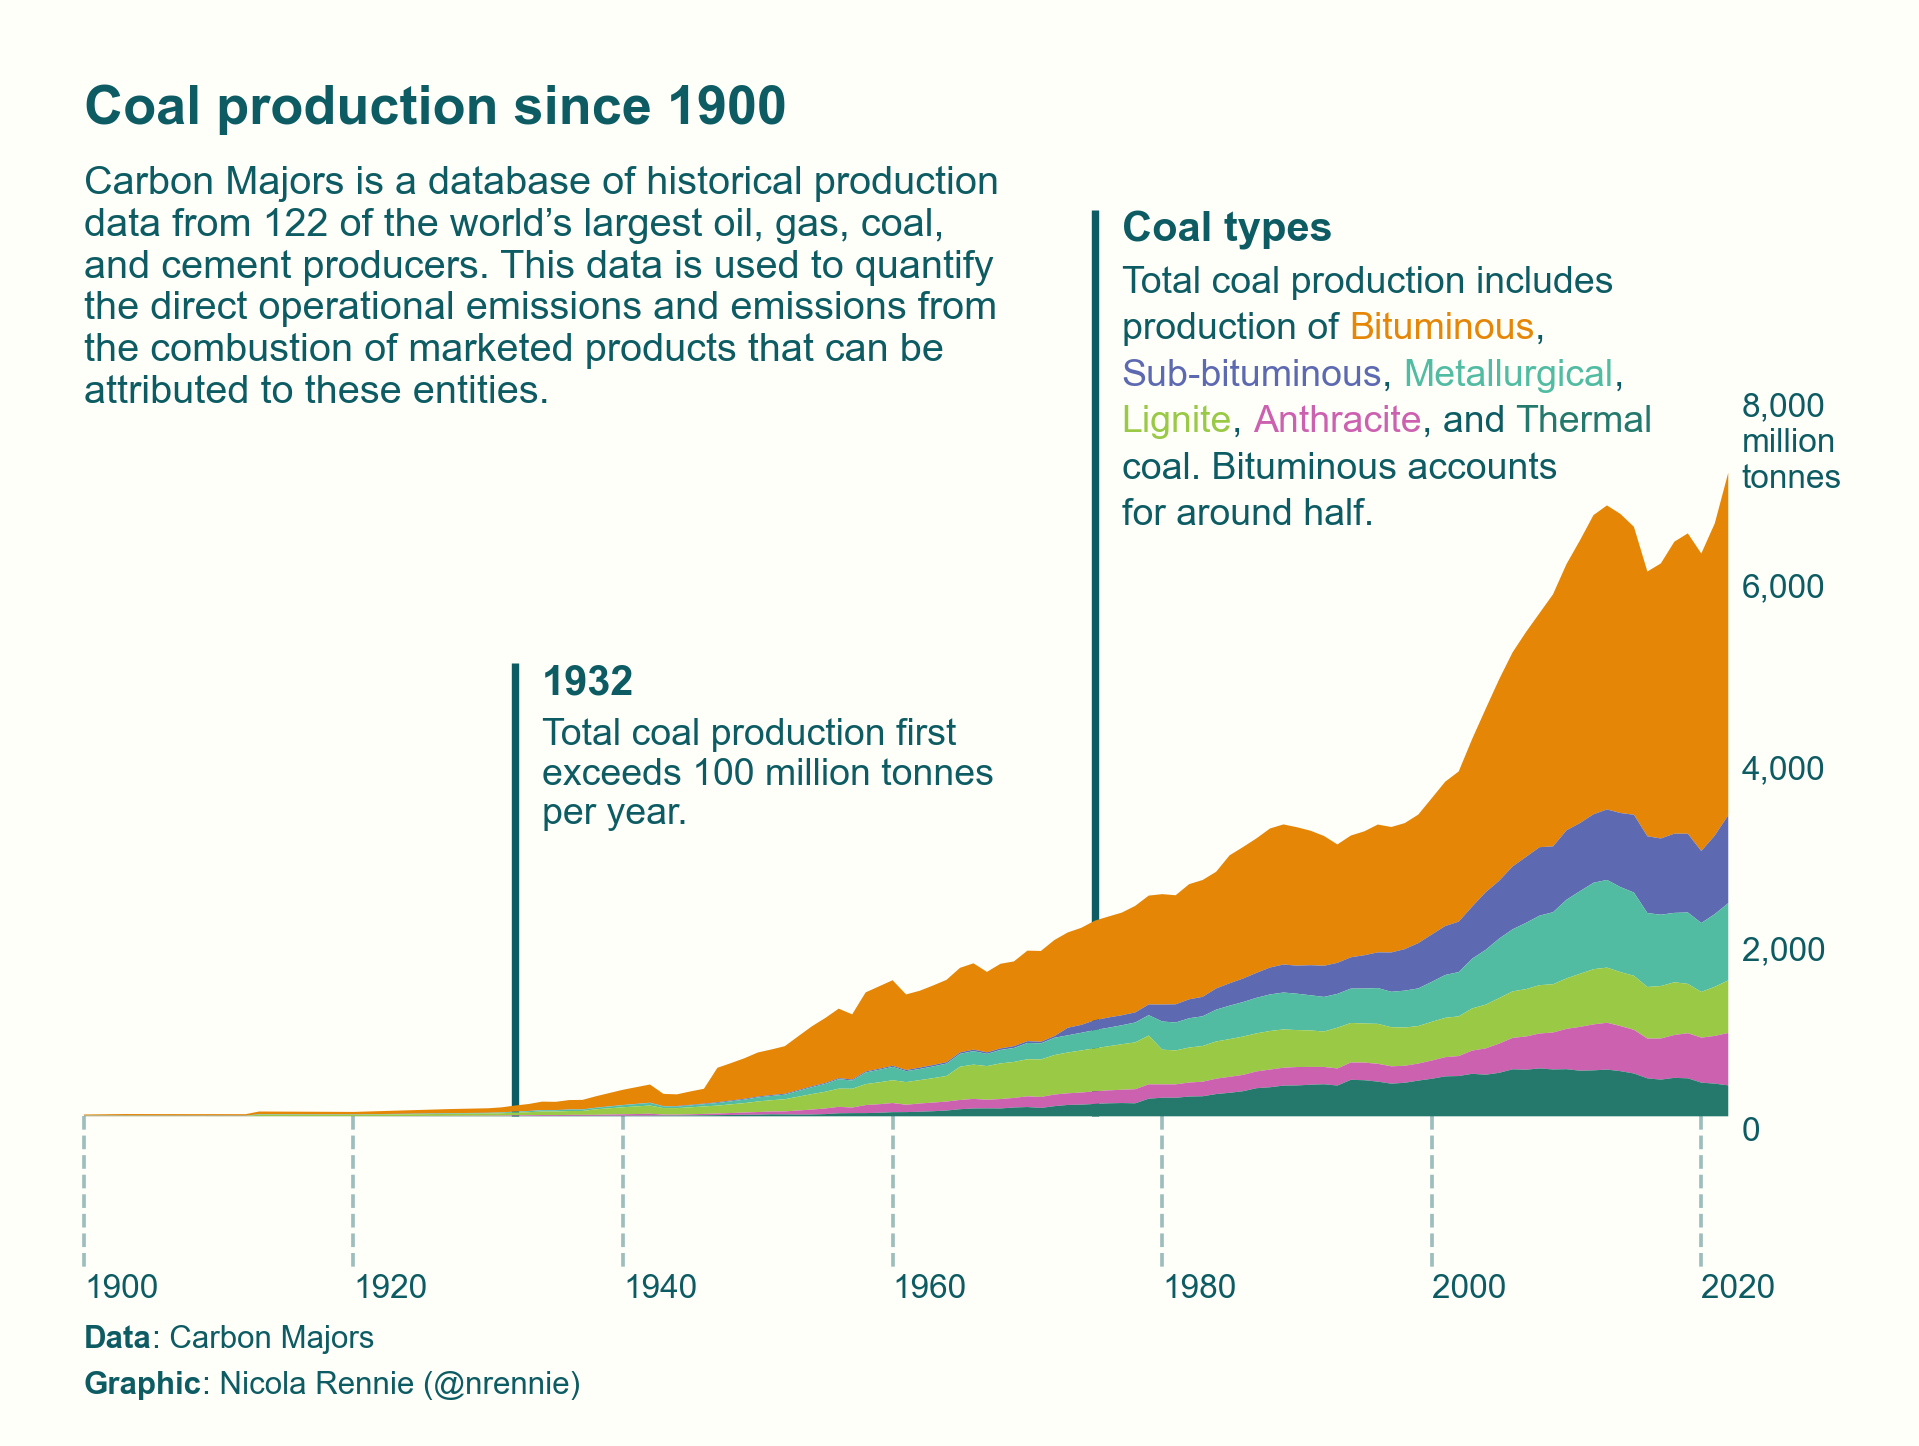 Coal production since 1900
Carbon Majors is a database of historical production
data from 122 of the world’s largest oil, gas, coal,
and cement producers. This data is used to quantify
the direct operational emissions and emissions from
the combustion of marketed products that can be
attributed to these entities.
Coal types
Total coal production includes
production of Bituminous,
Sub-bituminous, Metallurgical,
Lignite, Anthracite, and Thermal
coal. Bituminous accounts
for around half.
8,000
million
tonnes
6,000
4,000
2,000
0
1932
Total coal production first
exceeds 100 million tonnes
per year.
1900
1920
1940
1960
1980
2000
2020
Data: Carbon Majors
Graphic: Nicola Rennie (@nrennie)